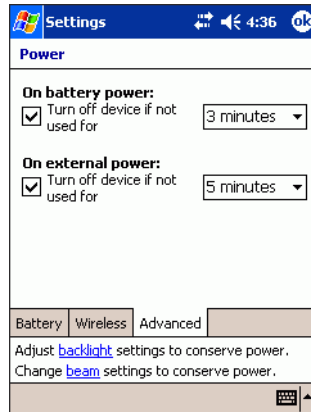 Settings 4:36 ok
Power
On battery power:
Turn off device if not
used for
3 minutes
On external power:
Turn off device if not
used for
5 minutes
Battery Wireless Advanced
Adjust backlight settings to conserve power.
Change beam settings to conserve power.